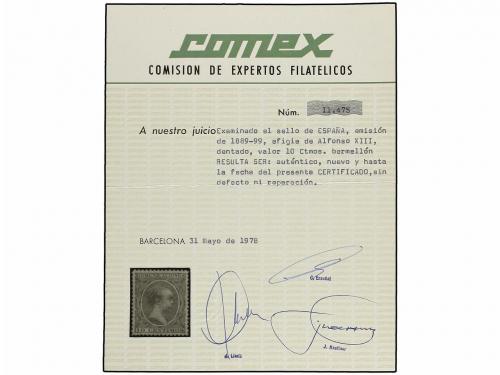 comex
COMISION DE EXPERTOS FILATELICOS
Núm. 11.475
A nuestro juicio Examinado el sello de ESPAÑA, emisión
de 1889-99, efigie de Alfonso XIII,
dentado, valor 10 Ctmos. bermellón
RESULTA SER: auténtico, nuevo y hasta
la fecha del presente CERTIFICADO, sin
defecto ni reparación.
BARCELONA 31 Mayo de 1978